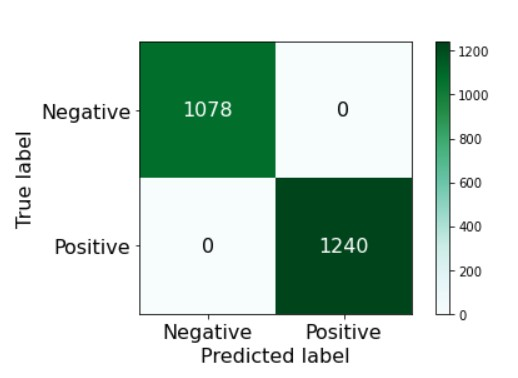 Negative 1078 0
Positive 0 1240
Negative Positive
Predicted label
True label
1200
1000
800
600
400
200
0